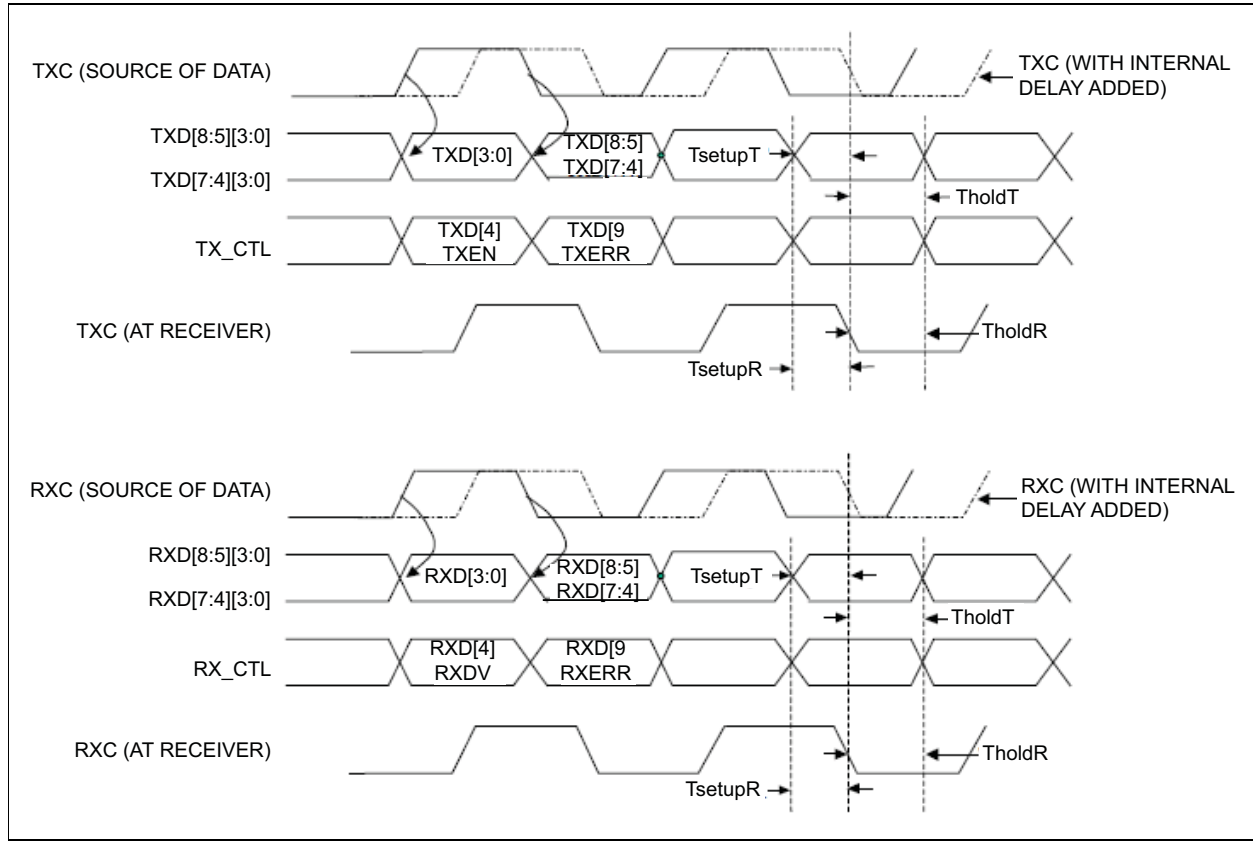 TXC (SOURCE OF DATA)
TXC (WITH INTERNAL
DELAY ADDED)
TXD[8:5][3:0]
TXD[7:4][3:0]
TXD[3:0]
TXD[8:5]
TXD[7:4]
TsetupT
TholdT
TX_CTL
TXD[4]
TXEN
TXD[9
TXERR
TXC (AT RECEIVER)
TholdR
TsetupR
RXC (SOURCE OF DATA)
RXC (WITH INTERNAL
DELAY ADDED)
RXD[8:5][3:0]
RXD[7:4][3:0]
RXD[3:0]
RXD[8:5]
RXD[7:4]
TsetupT
TholdT
RX_CTL
RXD[4]
RXDV
RXD[9
RXERR
RXC (AT RECEIVER)
TholdR
TsetupR